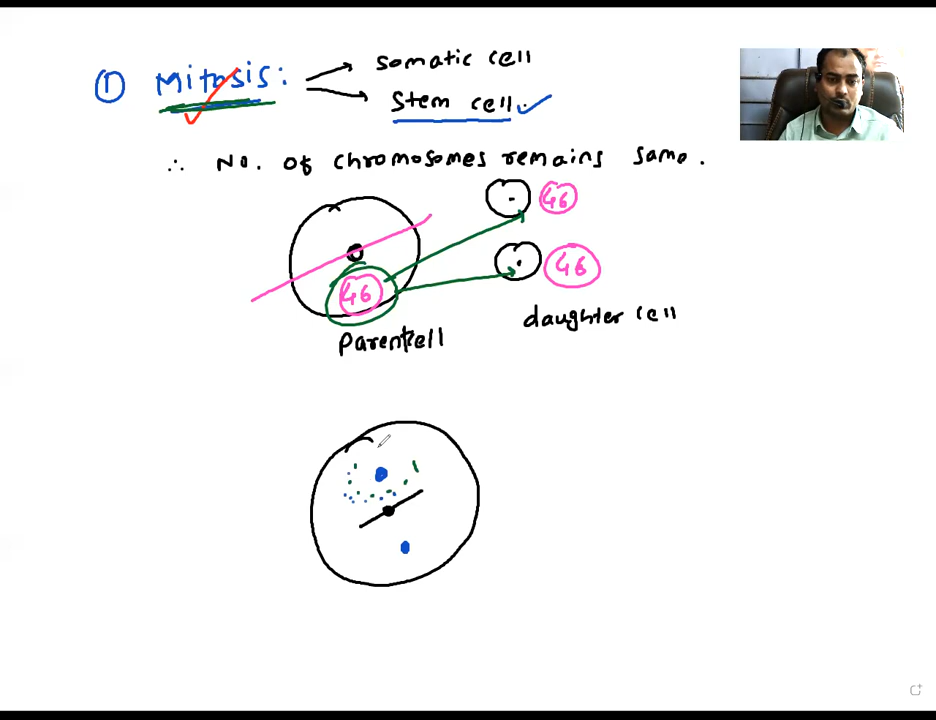 ① Mitosis: → somatic cell
→ Stem cell.
∴ No. of chromosomes remains same.
46
46
46
daughter cell
Parent cell